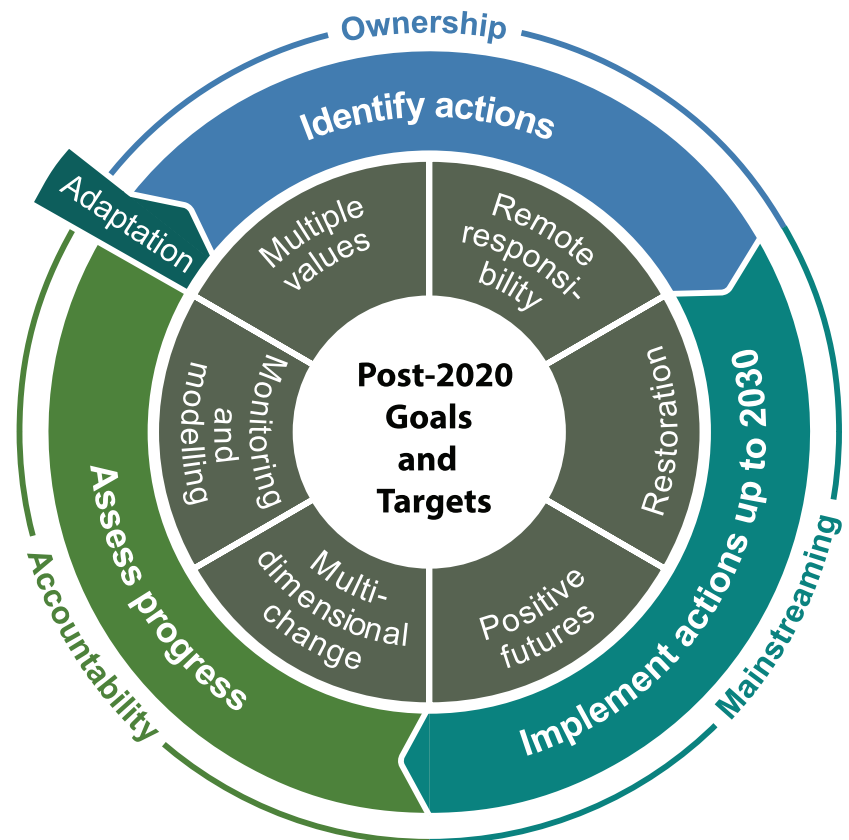 Ownership
Identify actions
Adaptation
Multiple
values
Remote
responsi-
bility
Monitoring
and
modelling
Post-2020
Goals
and
Targets
Restoration
Multi-
dimensional
change
Positive
futures
Assess progress
Implement actions up to 2030
Accountability
Mainstreaming